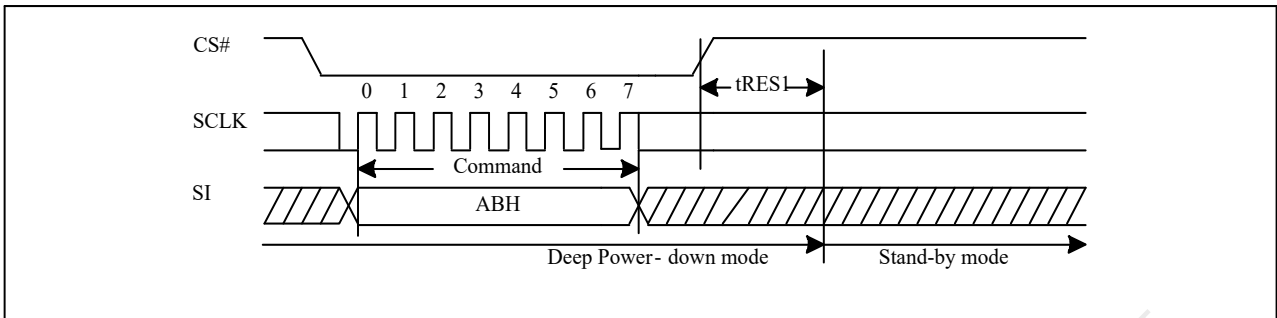 CS#
tRES1
0 1 2 3 4 5 6 7
SCLK
Command
SI
ABH
Deep Power- down mode
Stand-by mode